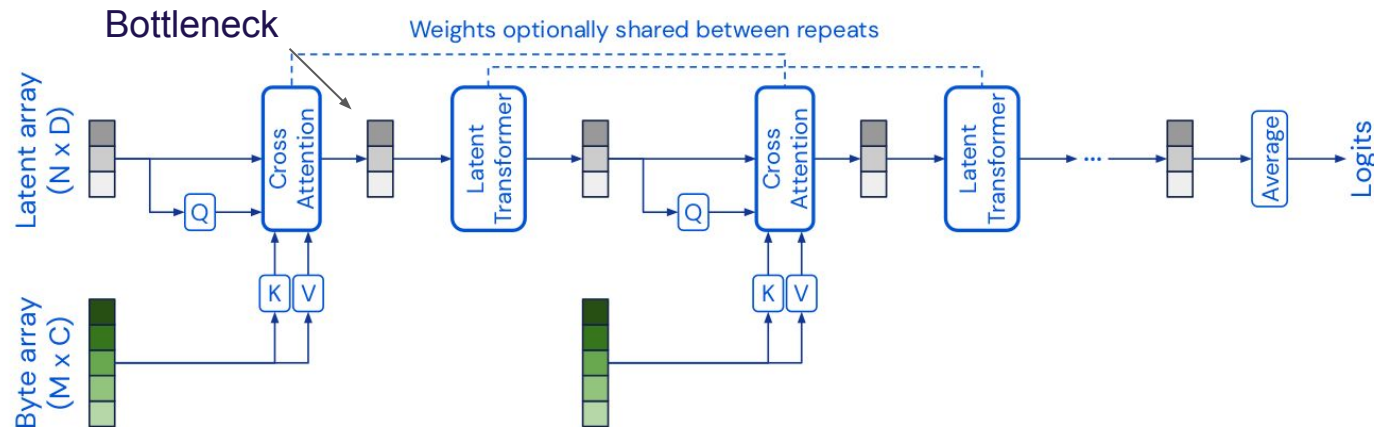 Bottleneck
Weights optionally shared between repeats
Latent array
(N x D)
Q
Cross
Attention
Latent
Transformer
Q
Cross
Attention
Latent
Transformer
...
Average
Logits
K
V
K
V
Byte array
(M x C)